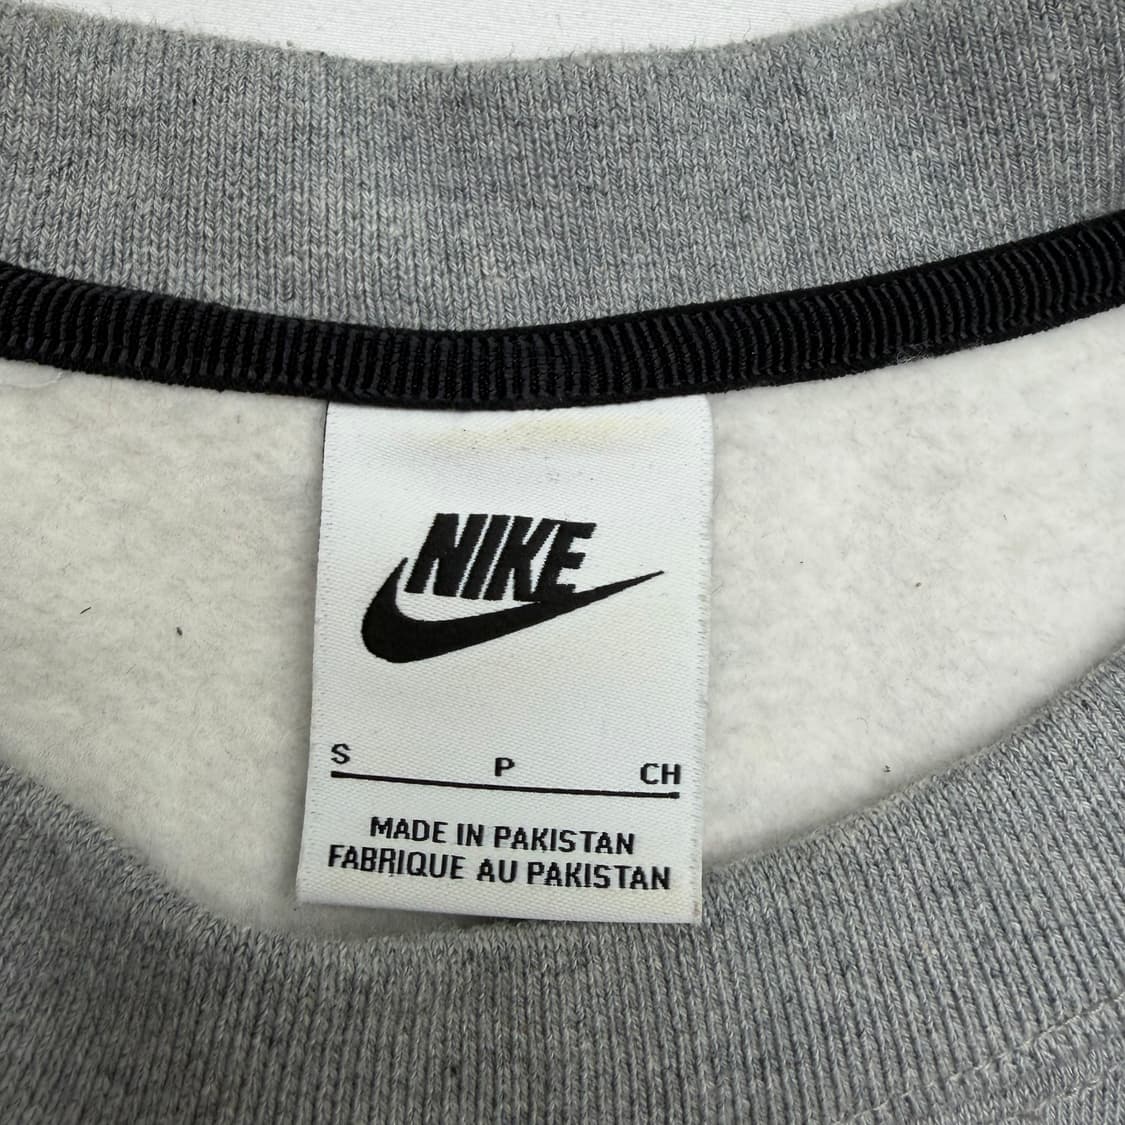 NIKE
S P CH
MADE IN PAKISTAN
FABRIQUE AU PAKISTAN